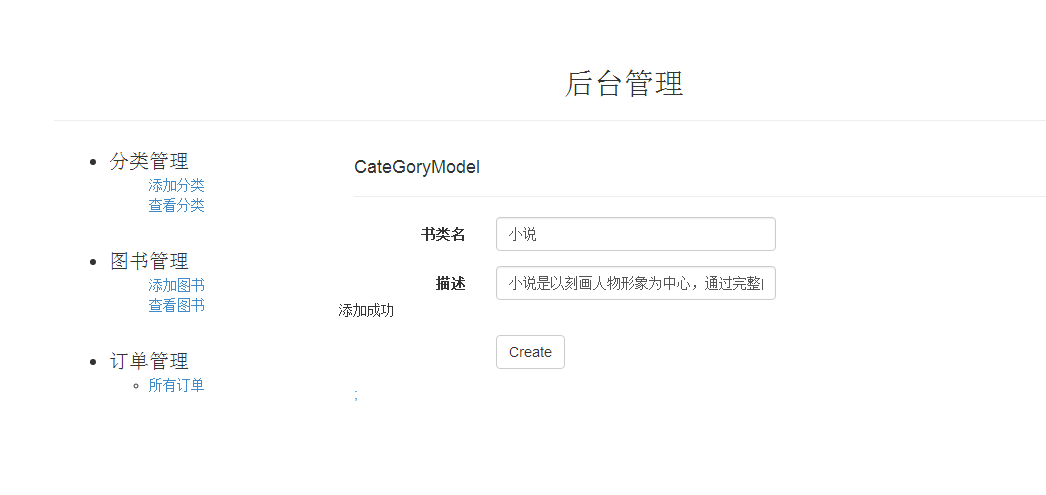 后台管理
分类管理
添加分类
查看分类
图书管理
添加图书
查看图书
订单管理
所有订单
CateGoryModel
书类名 小说
描述 小说是以刻画人物形象为中心，通过完整
添加成功
Create
;